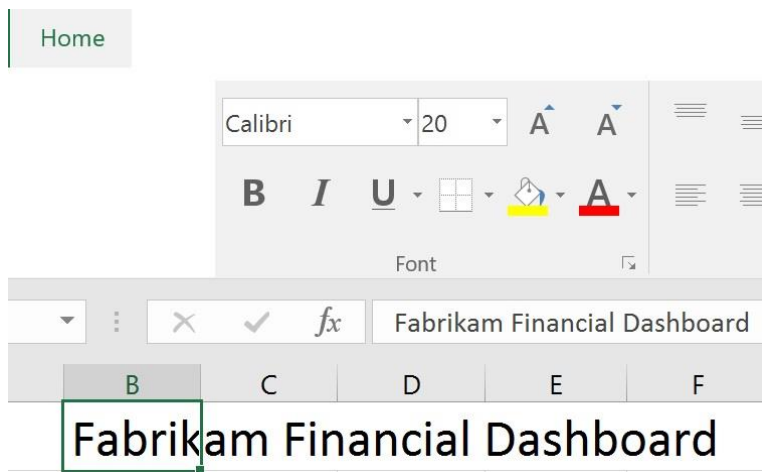 Home
Calibri 20 A A
B I U A
Font
fx Fabrikam Financial Dashboard
B C D E F
Fabrikam Financial Dashboard